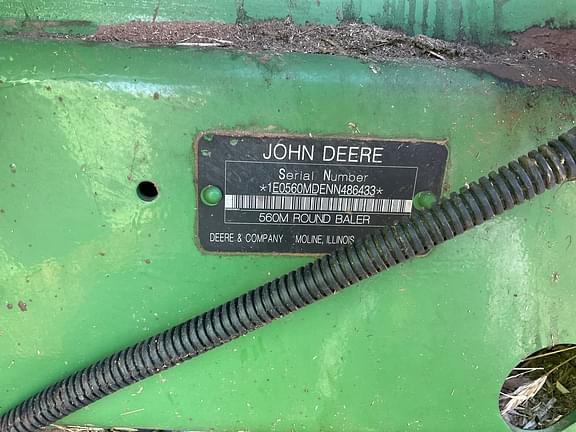 JOHN DEERE
Serial Number
*1E0560MDENN486433*
560M ROUND BALER
DEERE & COMPANY MOLINE, ILLINOIS